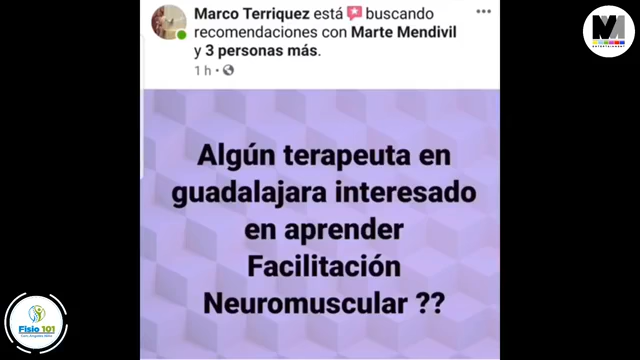 Marco Terriquez está buscando
recomendaciones con Marte Mendivil
y 3 personas más.
1 h
Algún terapeuta en
guadalajara interesado
en aprender
Facilitación
Neuromuscular ??
Fisio 101
ENTERTAINMENT